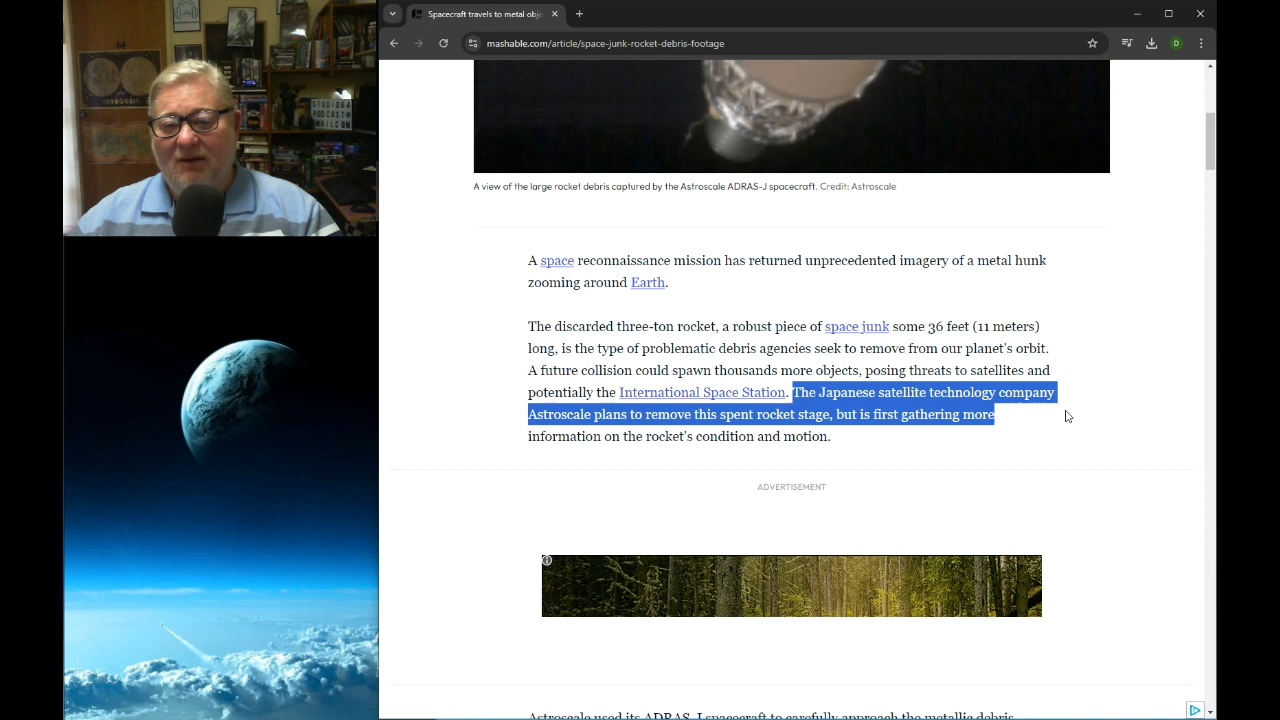 STUDIO64
PODCAST@
MAILCOM
Spacecraft travels to metal obje
mashable.com/article/space-junk-rocket-debris-footage
D
A view of the large rocket debris captured by the Astroscale ADRAS-J spacecraft. Credit: Astroscale
A space reconnaissance mission has returned unprecedented imagery of a metal hunk
zooming around Earth.
The discarded three-ton rocket, a robust piece of space junk some 36 feet (11 meters)
long, is the type of problematic debris agencies seek to remove from our planet's orbit.
A future collision could spawn thousands more objects, posing threats to satellites and
potentially the International Space Station. The Japanese satellite technology company
Astroscale plans to remove this spent rocket stage, but is first gathering more
information on the rocket's condition and motion.
ADVERTISEMENT
Astroscale used its ADRAS-J spacecraft to carefully approach the metallic debris